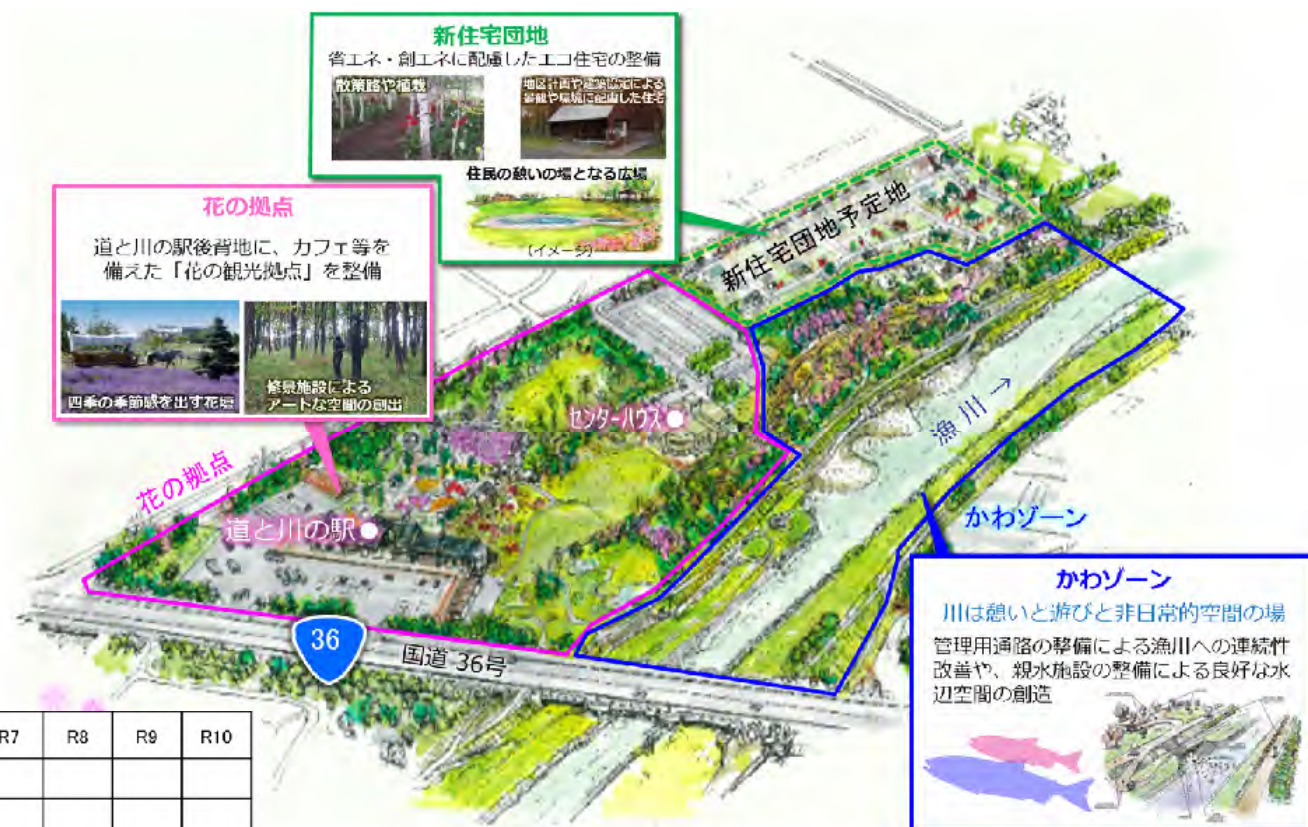 新住宅団地
省エネ・創エネに配慮したエコ住宅の整備
散策路や植栽
地区計画や建築協定による
景観や環境に配慮した住宅
住民の憩いの場となる広場
(イメージ)
花の拠点
道と川の駅後背地に、カフェ等を
備えた「花の観光拠点」を整備
四季の季節感を出す花壇
修景施設による
アートな空間の創出
新住宅団地予定地
センターハウス
漁川→
花の拠点
道と川の駅
かわゾーン
36
国道 36号
かわゾーン
川は憩いと遊びと非日常的空間の場
管理用通路の整備による漁川への連続性
改善や、親水施設の整備による良好な水
辺空間の創造
R7 R8 R9 R10